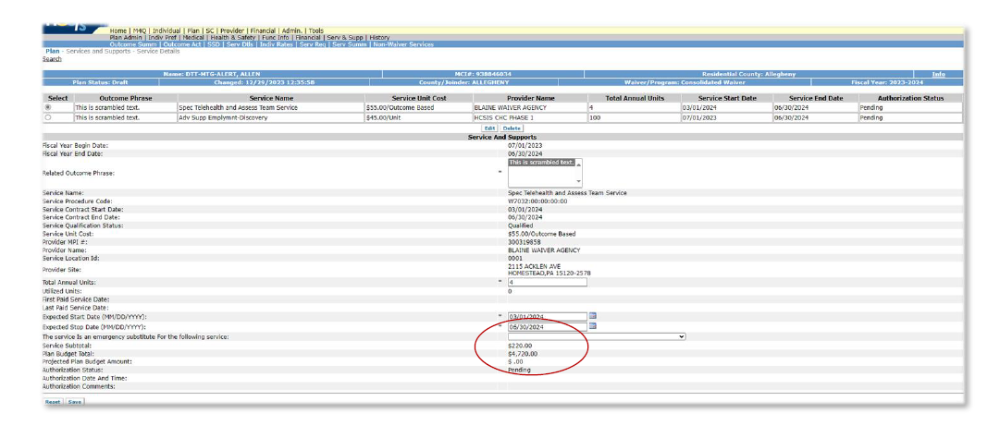 Home | M4Q | Individual | Plan | SC | Provider | Financial | Admin. | Tools
Plan Admin | Indiv Pref | Medical | Health & Safety | Func Info | Financial | Serv & Supp | History
Outcome Summ | Outcome Act | SSD | Serv Dtls | Indiv Rates | Serv Req | Serv Summ | Non-Waiver Services
Plan - Services and Supports - Service Details
Search
Name: DTT-MTG-ALERT, ALLEN MCI#: 938846034 Residential County: Allegheny Info
Plan Status: Draft Changed: 12/29/2023 12:35:58 County/Joinder: ALLEGHENY Waiver/Program: Consolidated Waiver Fiscal Year: 2023-2024
Select Outcome Phrase Service Name Service Unit Cost Provider Name Total Annual Units Service Start Date Service End Date Authorization Status
This is scrambled text. Spec Telehealth and Assess Team Service $55.00/Outcome Based BLAINE WAIVER AGENCY 4 03/01/2024 06/30/2024 Pending
This is scrambled text. Adv Supp Emplymnt-Discovery $45.00/Unit HCSIS CHC PHASE 1 100 07/01/2023 06/30/2024 Pending
Edit Delete
Service And Supports
Fiscal Year Begin Date: 07/01/2023
Fiscal Year End Date: 06/30/2024
Related Outcome Phrase: * This is scrambled text.
Service Name: Spec Telehealth and Assess Team Service
Service Procedure Code: W7032:00:00:00:00
Service Contract Start Date: 03/01/2024
Service Contract End Date: 06/30/2024
Service Qualification Status: Qualified
Service Unit Cost: $55.00/Outcome Based
Provider MPI #: 300319858
Provider Name: BLAINE WAIVER AGENCY
Service Location Id: 0001
Provider Site: 2115 ACKLEN AVE
HOMESTEAD,PA 15120-2578
Total Annual Units: * 4
Utilized Units: 0
First Paid Service Date:
Last Paid Service Date:
Expected Start Date (MM/DD/YYYY): * 03/01/2024
Expected Stop Date (MM/DD/YYYY): * 06/30/2024
The service Is an emergency substitute For the following service:
Service Subtotal: $220.00
Plan Budget Total: $4,720.00
Projected Plan Budget Amount: $ .00
Authorization Status: Pending
Authorization Date And Time:
Authorization Comments:
Reset Save